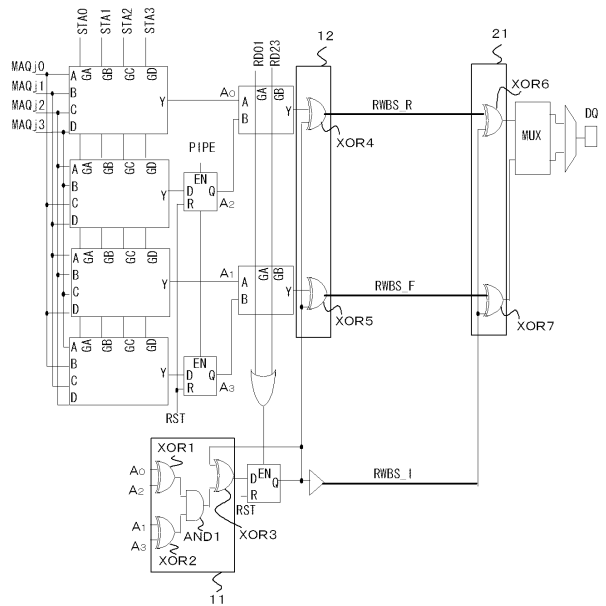 STA0 STA1 STA2 STA3
MAQj0
MAQj1
MAQj2
MAQj3
A B C D GA GB GC GD Y
A0 RD01 RD23
A B GA GB Y
12
XOR4
RWBS_R
21
XOR6
MUX
DQ
PIPE
A B C D GA GB GC GD Y
D EN Q R
A2
A B C D GA GB GC GD Y
A1
A B GA GB Y
XOR5
RWBS_F
XOR7
A B C D GA GB GC GD Y
D EN Q R
A3
RST
XOR1
A0
A2
A1
A3
XOR2
AND1
XOR3
D EN Q R
RST
RWBS_I
11